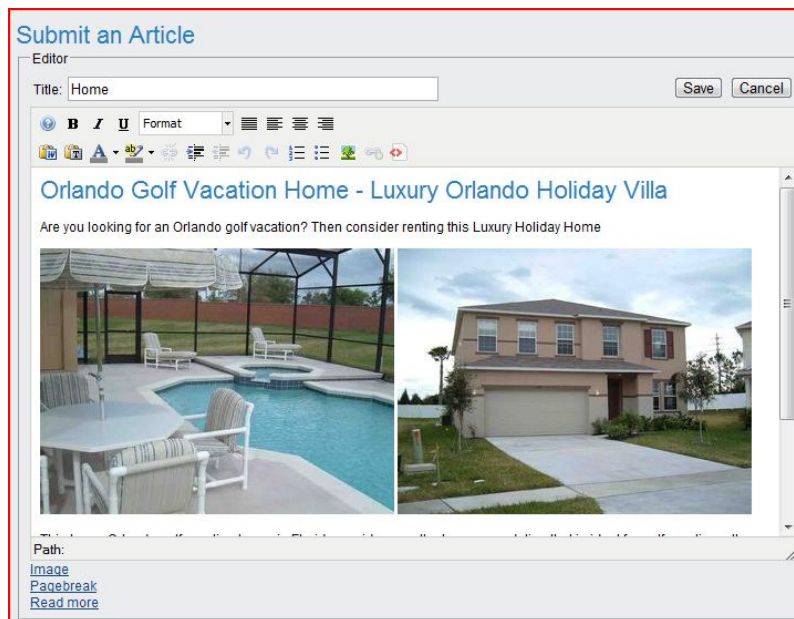 Submit an Article
Editor
Title: Home Save Cancel
B I U Format
Orlando Golf Vacation Home - Luxury Orlando Holiday Villa
Are you looking for an Orlando golf vacation? Then consider renting this Luxury Holiday Home
Path:
Image
Pagebreak
Read more